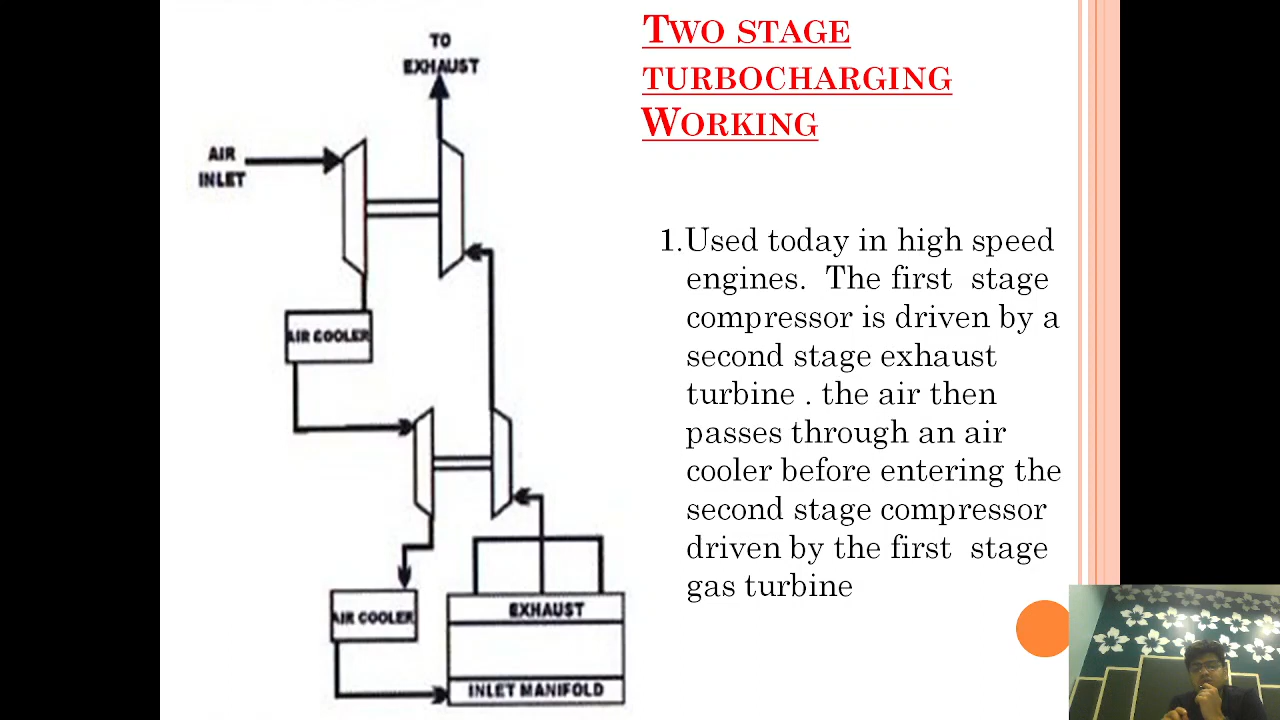 TO
EXHAUST
AIR
INLET
AIR COOLER
AIR COOLER
EXHAUST
INLET MANIFOLD
TWO STAGE
TURBOCHARGING
WORKING
1.Used today in high speed
engines.  The first  stage
compressor is driven by a
second stage exhaust
turbine . the air then
passes through an air
cooler before entering the
second stage compressor
driven by the first  stage
gas turbine